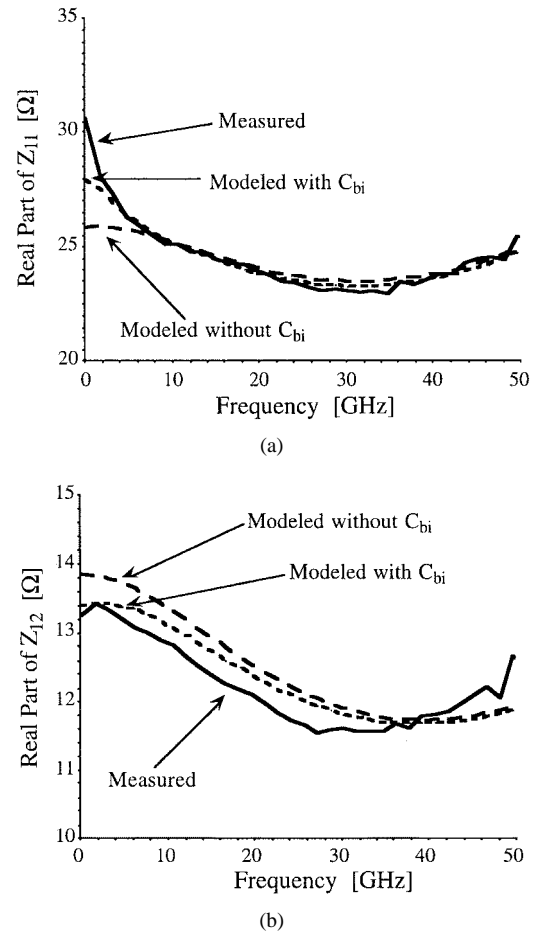 35
30
25
20
Real Part of Z11 [Ω]
Measured
Modeled with Cbi
Modeled without Cbi
0 10 20 30 40 50
Frequency [GHz]
(a)
15
14
13
12
11
10
Real Part of Z12 [Ω]
Modeled without Cbi
Modeled with Cbi
Measured
0 10 20 30 40 50
Frequency [GHz]
(b)